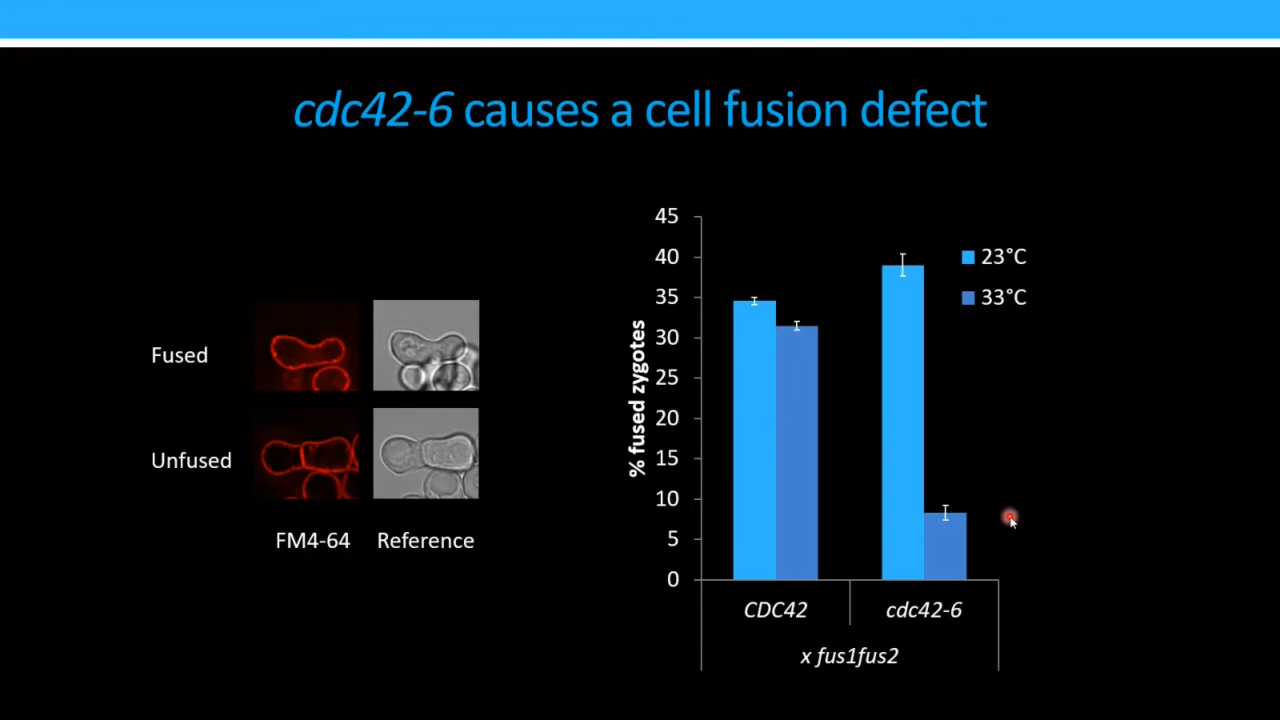 cdc42-6 causes a cell fusion defect
Fused
Unfused
FM4-64 Reference
% fused zygotes
45
40
35
30
25
20
15
10
5
0
23°C
33°C
CDC42 cdc42-6
x fus1fus2